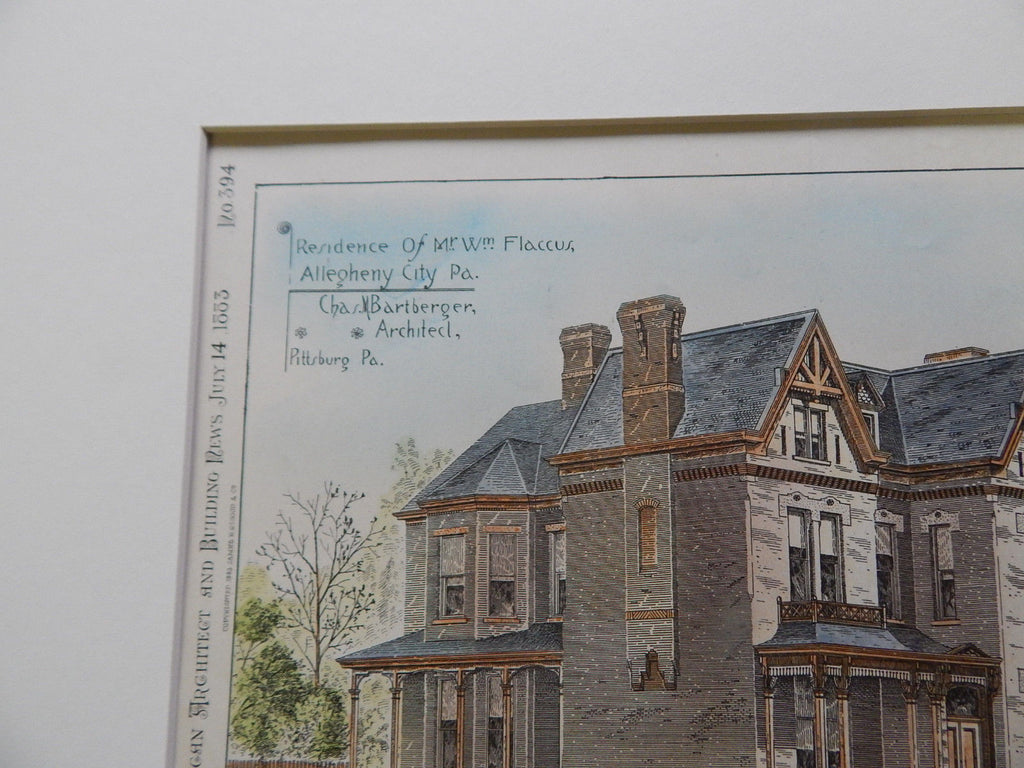 Residence Of Mr Wm Flaccus,
Allegheny City Pa.
Chas. Bartberger,
Architect,
Pittsburg Pa.
can Architect and Building News July 14 1883 No.394